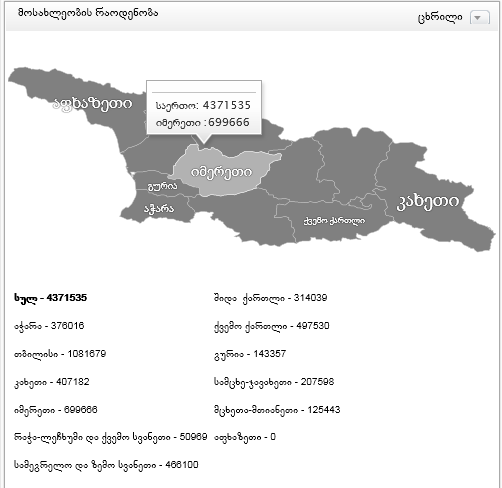 მოსახლეობის რაოდენობა
ცხრილი
აფხაზეთი
საერთო: 4371535
იმერეთი :699666
იმერეთი
გურია
აჭარა
კახეთი
ქვემო ქართლი
სულ - 4371535
შიდა ქართლი - 314039
აჭარა - 376016
ქვემო ქართლი - 497530
თბილისი - 1081679
გურია - 143357
კახეთი - 407182
სამცხე-ჯავახეთი - 207598
იმერეთი - 699666
მცხეთა-მთიანეთი - 125443
რაჭა-ლეჩხუმი და ქვემო სვანეთი - 50969
აფხაზეთი - 0
სამეგრელო და ზემო სვანეთი - 466100